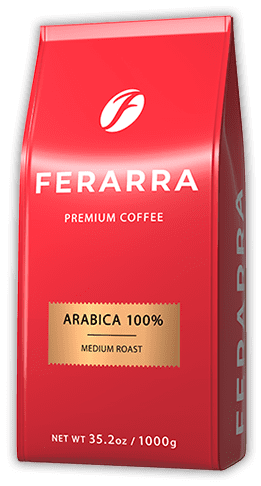 FERARRA
PREMIUM COFFEE
ARABICA 100%
MEDIUM ROAST
NET WT 35.2oz / 1000g
FERARRA